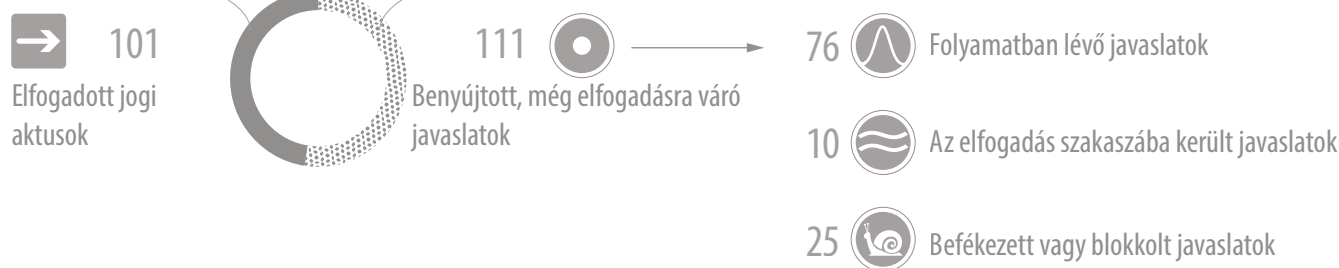 101
Elfogadott jogi
aktusok
111
Benyújtott, még elfogadásra váró
javaslatok
76 Folyamatban lévő javaslatok
10 Az elfogadás szakaszába került javaslatok
25 Befékezett vagy blokkolt javaslatok